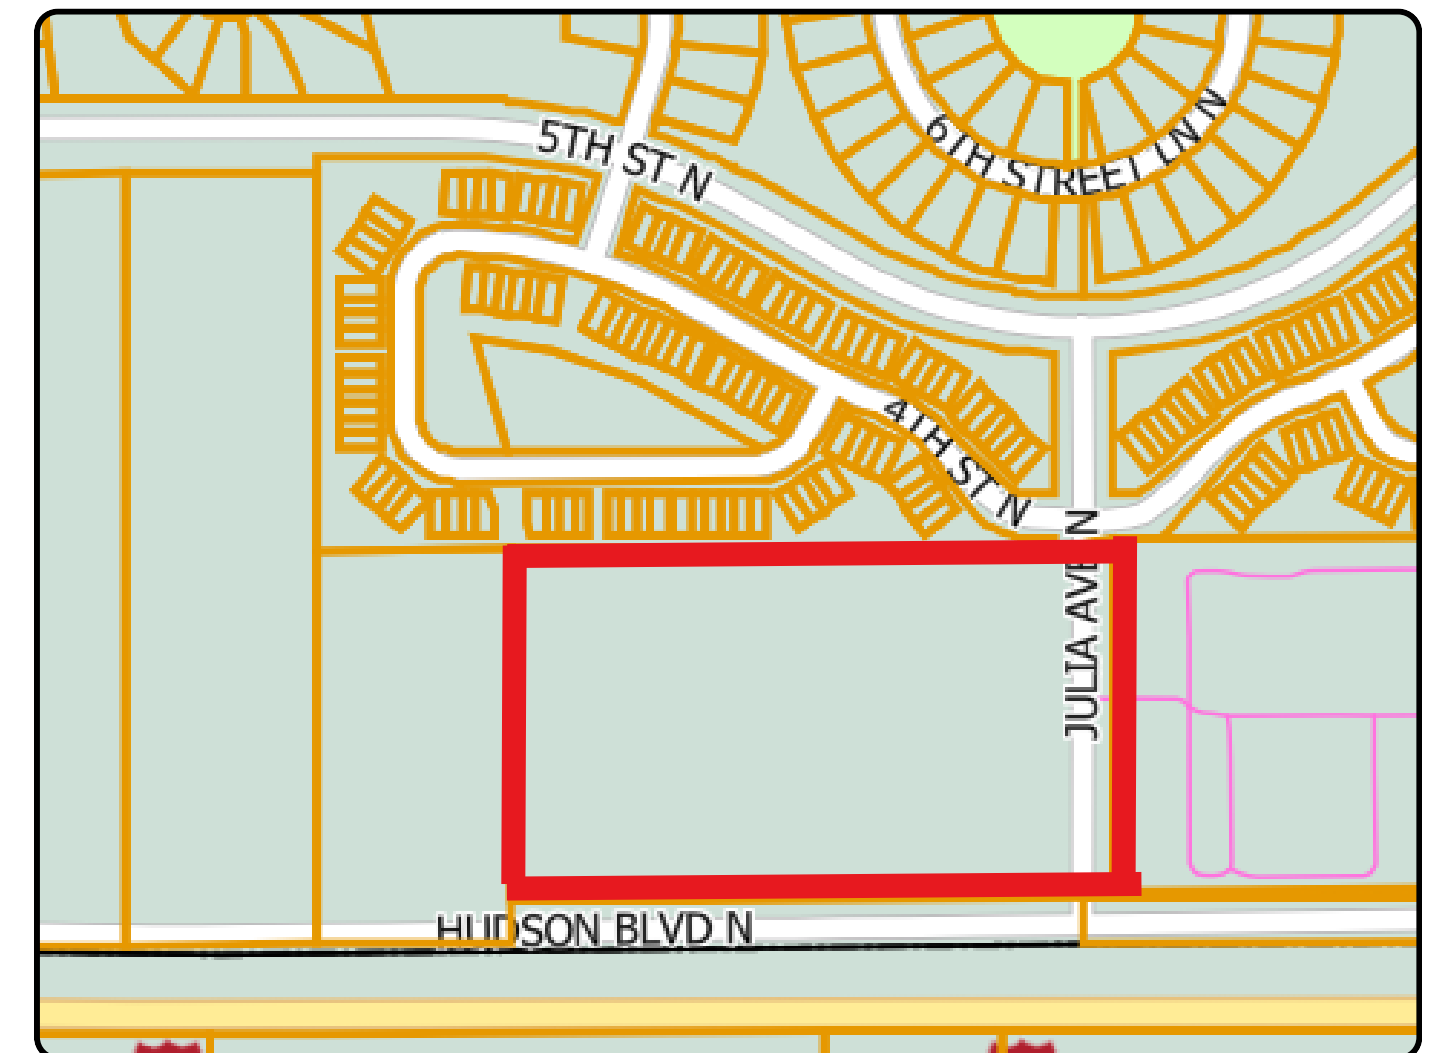 5TH ST N
6TH STREET LN N
4TH ST N
JULIA AVE N
HUDSON BLVD N